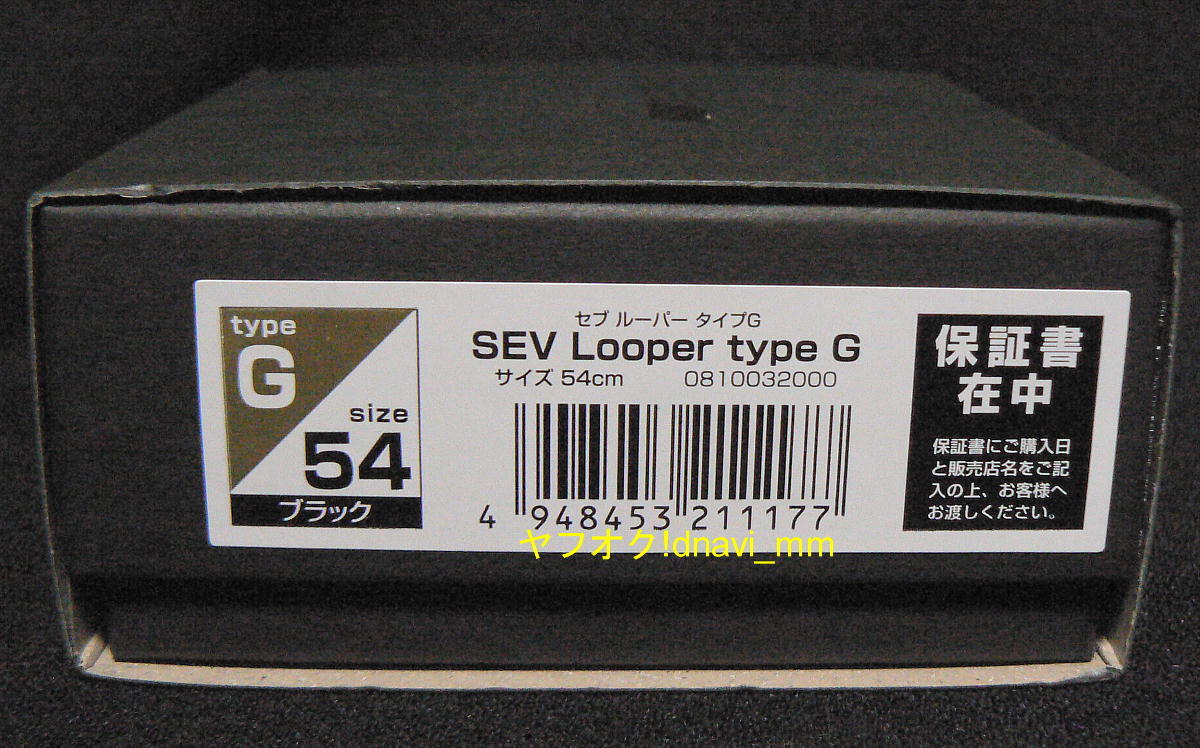 type
G
size
54
ブラック
セブ ルーパー タイプG
SEV Looper type G
サイズ 54cm 0810032000
4 948453 211177
保証書
在中
保証書にご購入日
と販売店名をご記
入の上、お客様へ
お渡しください。
ヤフオク!dnavi_mm